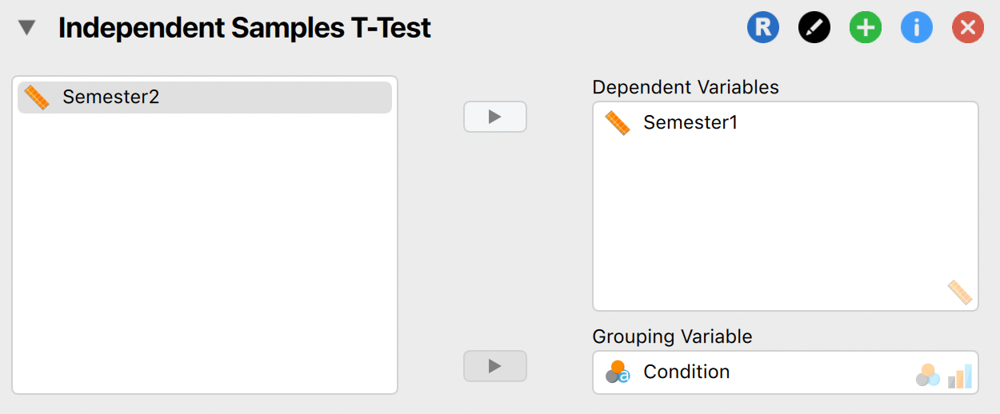 Independent Samples T-Test
R
i
Semester2
Dependent Variables
Semester1
Grouping Variable
a
Condition